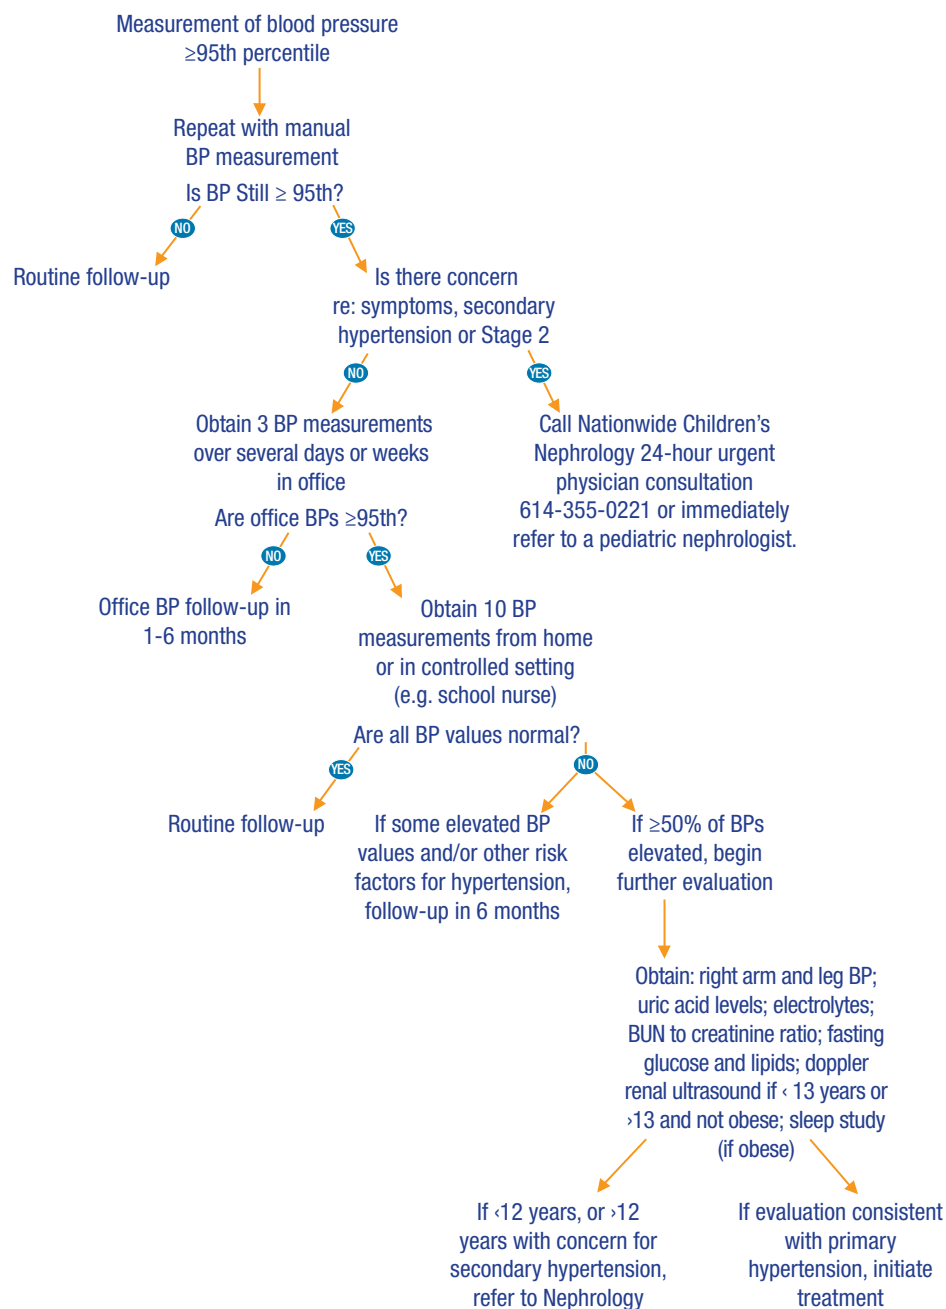 Measurement of blood pressure
≥95th percentile
Repeat with manual
BP measurement
Is BP Still ≥ 95th?
NO
YES
Routine follow-up
Is there concern
re: symptoms, secondary
hypertension or Stage 2
NO
YES
Obtain 3 BP measurements
over several days or weeks
in office
Call Nationwide Children's
Nephrology 24-hour urgent
physician consultation
614-355-0221 or immediately
refer to a pediatric nephrologist.
Are office BPs ≥95th?
NO
YES
Office BP follow-up in
1-6 months
Obtain 10 BP
measurements from home
or in controlled setting
(e.g. school nurse)
Are all BP values normal?
YES
NO
Routine follow-up
If some elevated BP
values and/or other risk
factors for hypertension,
follow-up in 6 months
If ≥50% of BPs
elevated, begin
further evaluation
Obtain: right arm and leg BP;
uric acid levels; electrolytes;
BUN to creatinine ratio; fasting
glucose and lipids; doppler
renal ultrasound if ‹ 13 years or
›13 and not obese; sleep study
(if obese)
If ‹12 years, or ›12
years with concern for
secondary hypertension,
refer to Nephrology
If evaluation consistent
with primary
hypertension, initiate
treatment